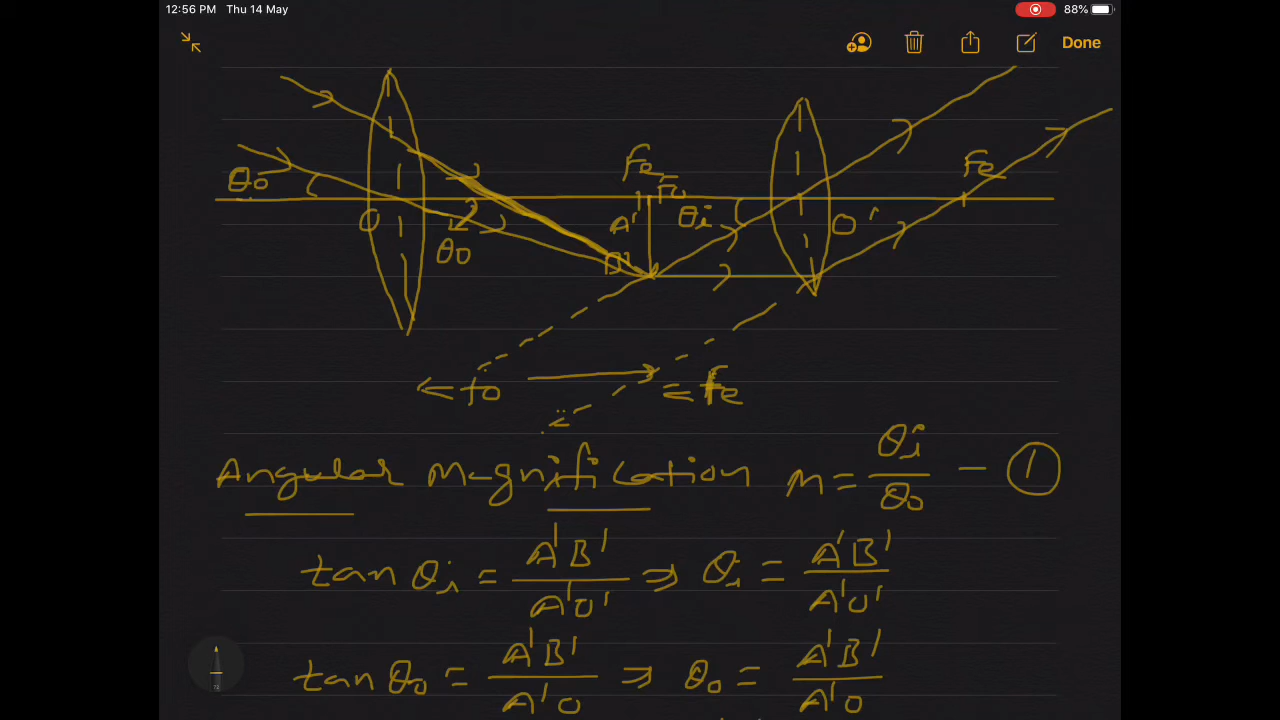 12:56 PM Thu 14 May
88%
Done
θo
O
θo
Fe
Fo
A'
B'
θi
O'
Fe
← fo
= fe
Angular Magnification m = θi/θo - ①
tan θi = A'B'/A'O' ⇒ θi = A'B'/A'O'
tan θo = A'B'/A'O ⇒ θo = A'B'/A'O